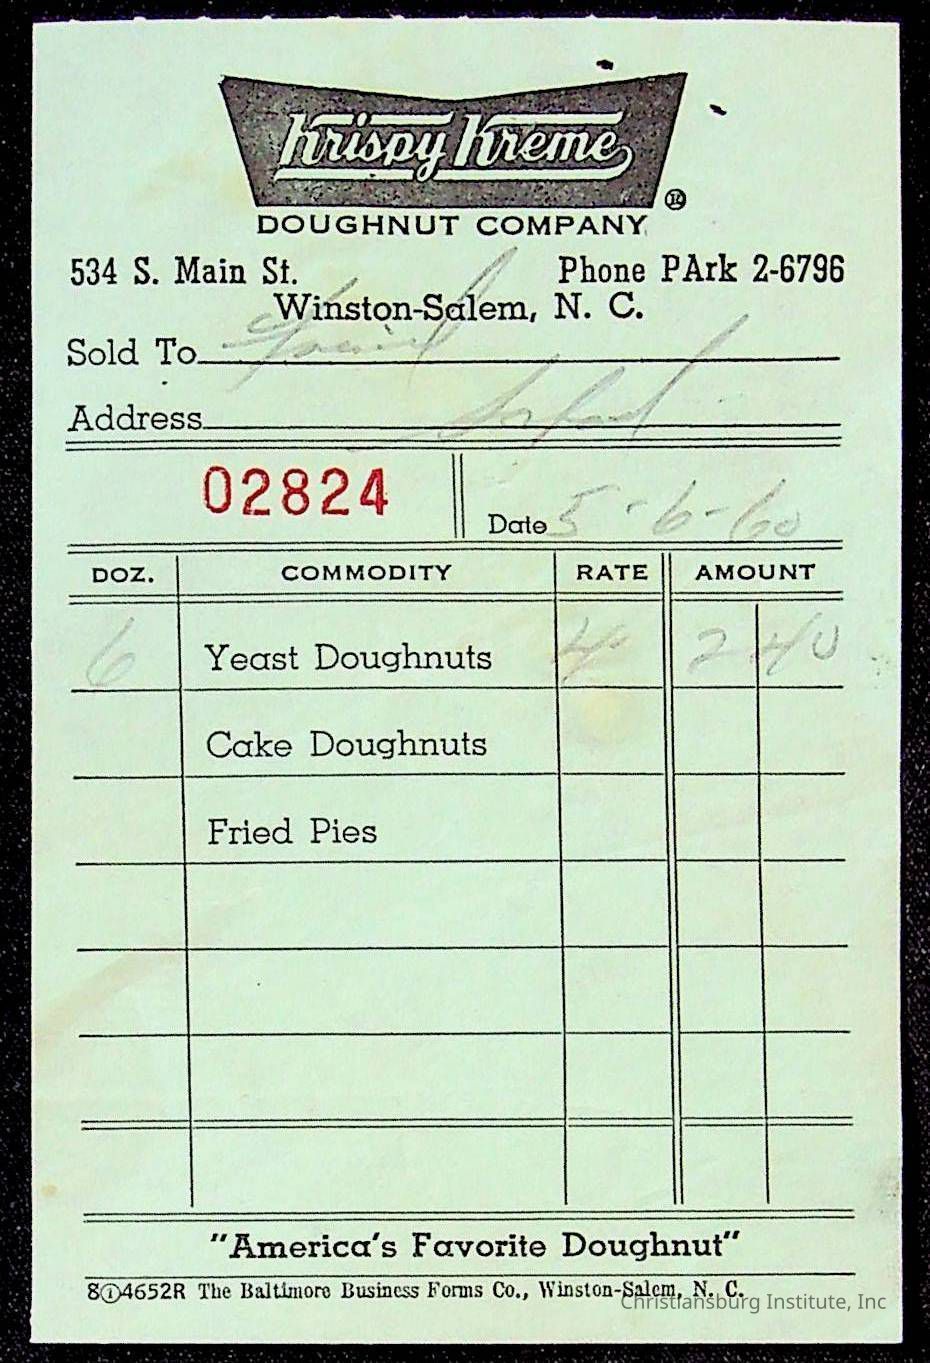 Krispy Kreme
®
DOUGHNUT COMPANY
534 S. Main St. Phone PArk 2-6796
Winston-Salem, N. C.
Sold To
Address
02824 Date 5-6-60
DOZ. COMMODITY RATE AMOUNT
6 Yeast Doughnuts 4 2 40
Cake Doughnuts
Fried Pies
"America's Favorite Doughnut"
8ⓘ4652R The Baltimore Business Forms Co., Winston-Salem, N. C.
Christiansburg Institute, Inc